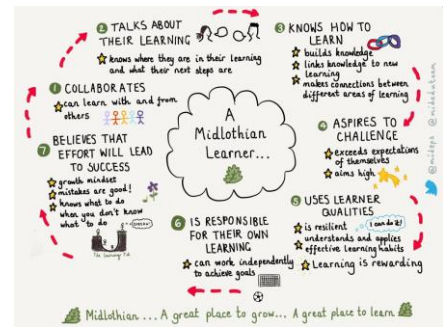 A
Midlothian
Learner...
1 COLLABORATES
can learn with and from
others
2 TALKS ABOUT
THEIR LEARNING
knows where they are in their learning
and what their next steps are
3 KNOWS HOW TO
LEARN
builds knowledge
links knowledge to new
learning
makes connections between
different areas of learning
4 ASPIRES TO
CHALLENGE
exceeds expectations
of themselves
aims high
5 USES LEARNER
QUALITIES
is resilient
I can do it!
understands and applies
effective learning habits
Learning is rewarding
6 IS RESPONSIBLE
FOR THEIR OWN
LEARNING
can work independently
to achieve goals
7 BELIEVES THAT
EFFORT WILL LEAD
TO SUCCESS
growth mindset
mistakes are good!
knows what to do
when you don't know
what to do
The Learning Pit
@midlps @mideduteam
Midlothian... A great place to grow... A great place to learn